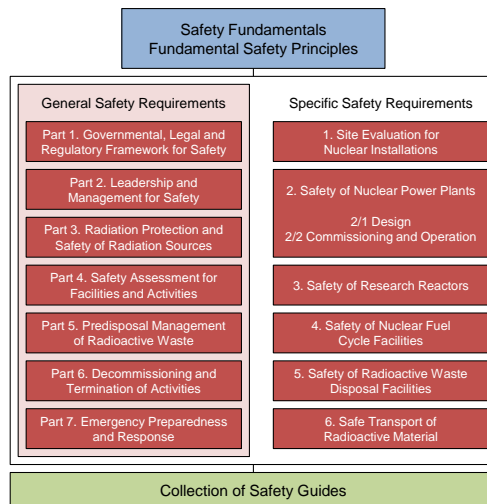 Safety Fundamentals
Fundamental Safety Principles
General Safety Requirements
Part 1. Governmental, Legal and
Regulatory Framework for Safety
Part 2. Leadership and
Management for Safety
Part 3. Radiation Protection and
Safety of Radiation Sources
Part 4. Safety Assessment for
Facilities and Activities
Part 5. Predisposal Management
of Radioactive Waste
Part 6. Decommissioning and
Termination of Activities
Part 7. Emergency Preparedness
and Response
Specific Safety Requirements
1. Site Evaluation for
Nuclear Installations
2. Safety of Nuclear Power Plants
2/1 Design
2/2 Commissioning and Operation
3. Safety of Research Reactors
4. Safety of Nuclear Fuel
Cycle Facilities
5. Safety of Radioactive Waste
Disposal Facilities
6. Safe Transport of
Radioactive Material
Collection of Safety Guides